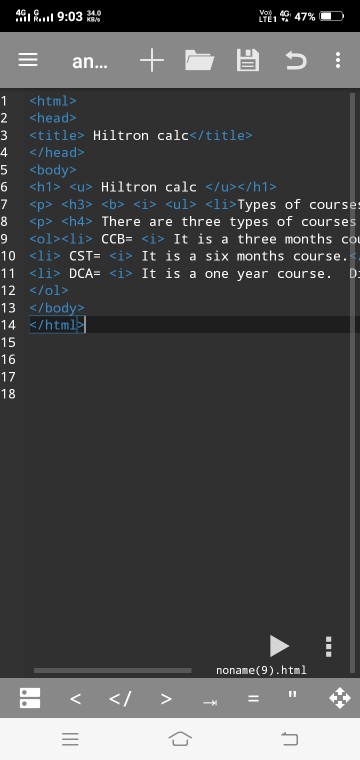 4G 4G R 34.0 KB/s 9:03 Vo)) LTE1 4G 47%
an...
1 <html>
2 <head>
3 <title> Hiltron calc</title>
4 </head>
5 <body>
6 <h1> <u> Hiltron calc </u></h1>
7 <p> <h3> <b> <i> <ul> <li>Types of courses
8 <p> <h4> There are three types of courses
9 <ol><li> CCB= <i> It is a three months cou
10 <li> CST= <i> It is a six months course.<
11 <li> DCA= <i> It is a one year course. Di
12 </ol>
13 </body>
14 </html>
15
16
17
18
noname(9).html
< </ > = "